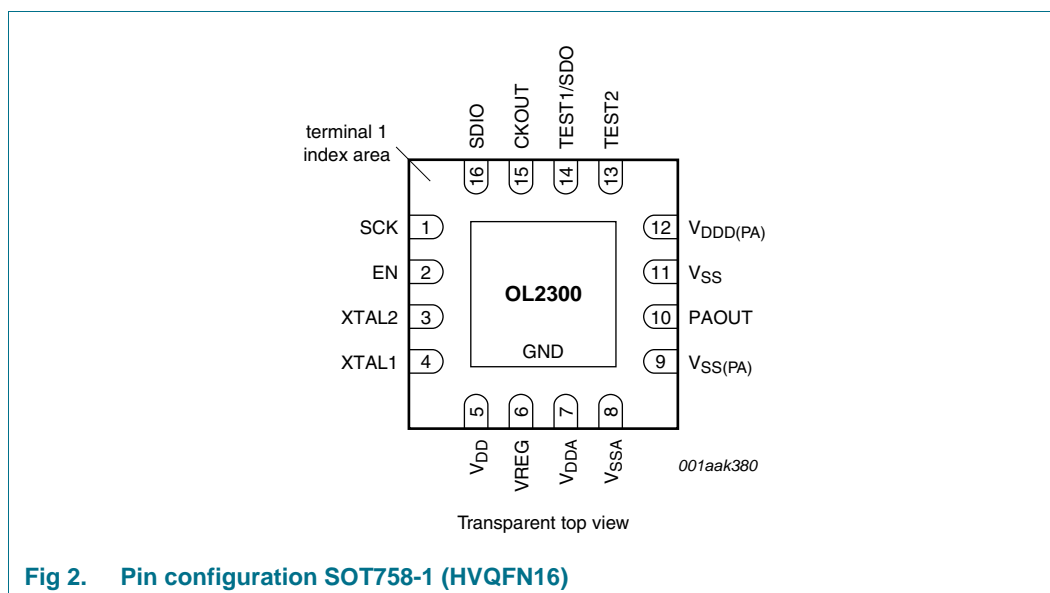 SDIO
CKOUT
TEST1/SDO
TEST2
terminal 1
index area
16
15
14
13
SCK 1
12 VDDD(PA)
EN 2
11 VSS
OL2300
XTAL2 3
10 PAOUT
GND
XTAL1 4
9 VSS(PA)
5
6
7
8
VDD
VREG
VDDA
VSSA
001aak380
Transparent top view
Fig 2. Pin configuration SOT758-1 (HVQFN16)